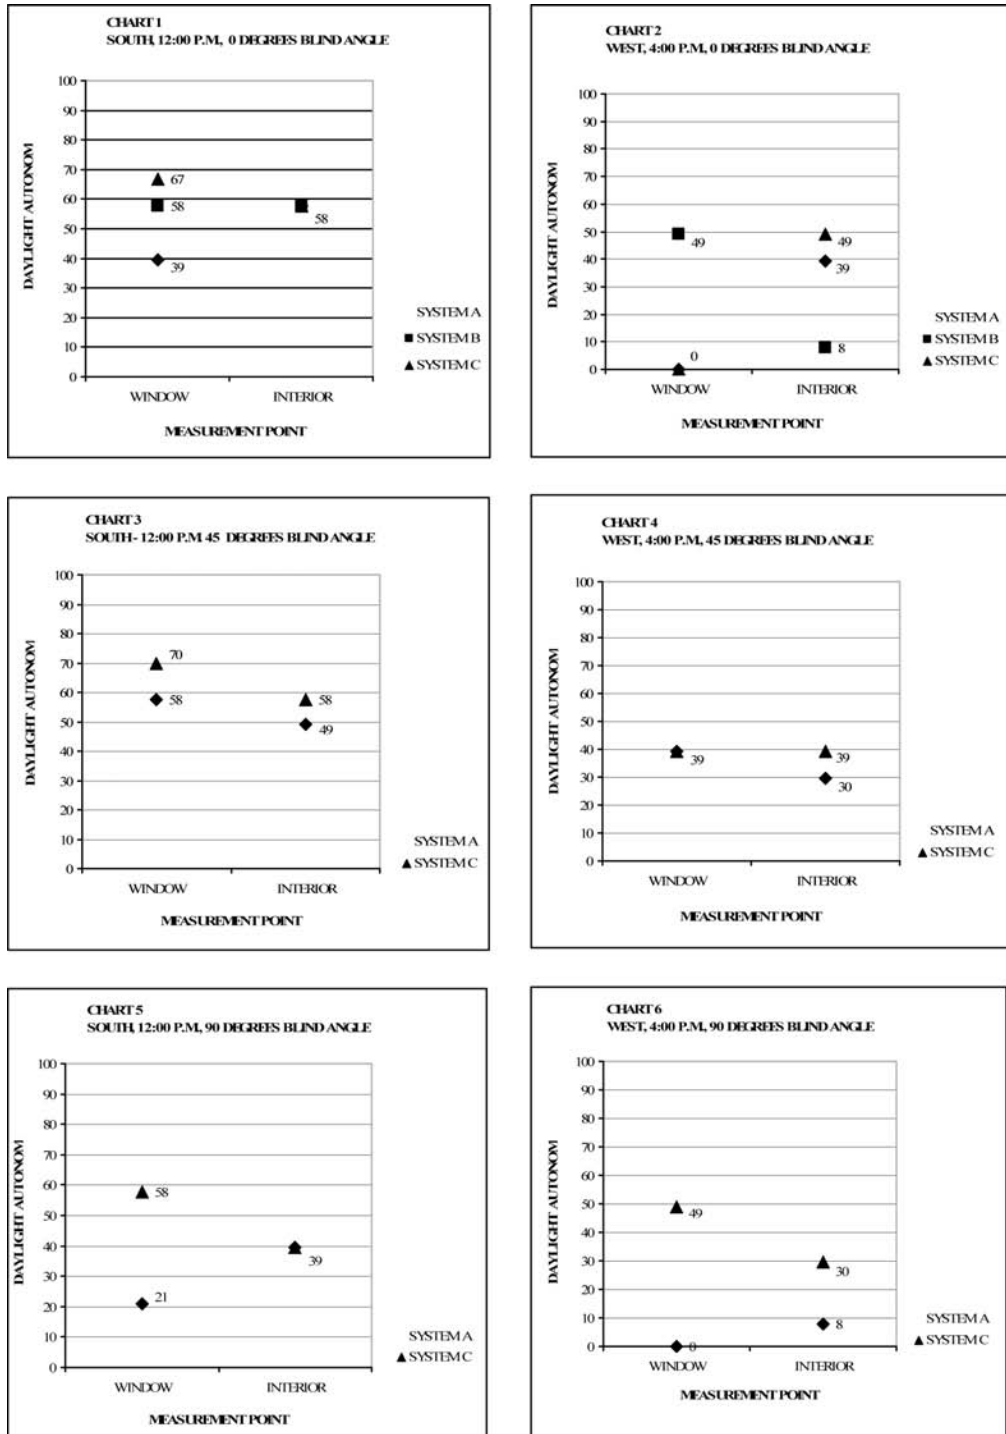 CHART 1
SOUTH, 12:00 P.M., 0 DEGREES BLIND ANGLE
100
90
80
70
60
50
40
30
20
10
0
DAYLIGHT AUTONOM
67
58
39
58
SYSTEM A
SYSTEM B
SYSTEM C
WINDOW
INTERIOR
MEASUREMENT POINT
CHART 2
WEST, 4:00 P.M., 0 DEGREES BLIND ANGLE
100
90
80
70
60
50
40
30
20
10
0
DAYLIGHT AUTONOM
49
0
49
39
8
SYSTEM A
SYSTEM B
SYSTEM C
WINDOW
INTERIOR
MEASUREMENT POINT
CHART 3
SOUTH - 12:00 P.M. 45 DEGREES BLIND ANGLE
100
90
80
70
60
50
40
30
20
10
0
DAYLIGHT AUTONOM
70
58
58
49
SYSTEM A
SYSTEM C
WINDOW
INTERIOR
MEASUREMENT POINT
CHART 4
WEST, 4:00 P.M., 45 DEGREES BLIND ANGLE
100
90
80
70
60
50
40
30
20
10
0
DAYLIGHT AUTONOM
39
39
30
SYSTEM A
SYSTEM C
WINDOW
INTERIOR
MEASUREMENT POINT
CHART 5
SOUTH, 12:00 P.M., 90 DEGREES BLIND ANGLE
100
90
80
70
60
50
40
30
20
10
0
DAYLIGHT AUTONOM
58
21
39
SYSTEM A
SYSTEM C
WINDOW
INTERIOR
MEASUREMENT POINT
CHART 6
WEST, 4:00 P.M., 90 DEGREES BLIND ANGLE
100
90
80
70
60
50
40
30
20
10
0
DAYLIGHT AUTONOM
49
0
30
8
SYSTEM A
SYSTEM C
WINDOW
INTERIOR
MEASUREMENT POINT